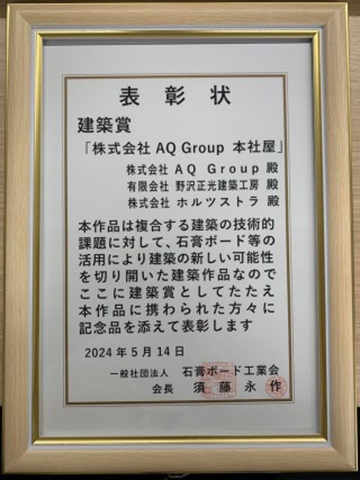 表彰状
建築賞
「株式会社 AQ Group 本社屋」
株式会社 AQ Group 殿
有限会社 野沢正光建築工房 殿
株式会社 ホルツストラ 殿
本作品は複合する建築の技術的
課題に対して、石膏ボード等の
活用により建築の新しい可能性
を切り開いた建築作品なので
ここに建築賞としてたたえ
本作品に携わられた方々に
記念品を添えて表彰します
2024年5月14日
一般社団法人 石膏ボード工業会
会長 須藤永作